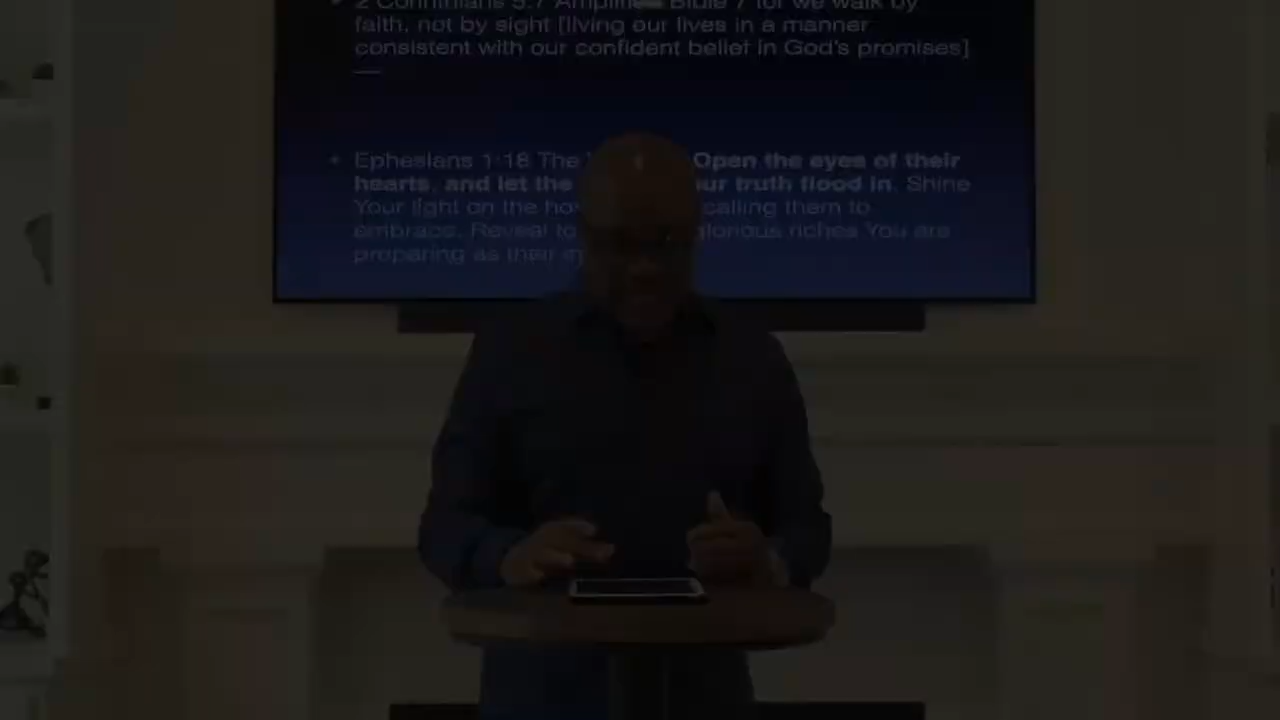 2 Corinthians 5:7 Amplified Bible 7 for we walk by
faith, not by sight [living our lives in a manner
consistent with our confident belief in God's promises]
—
Ephesians 1:18 The Open the eyes of their
hearts, and let the ur truth flood in. Shine
Your light on the ho calling them to
embrace. Reveal to glorious riches You are
preparing as their in